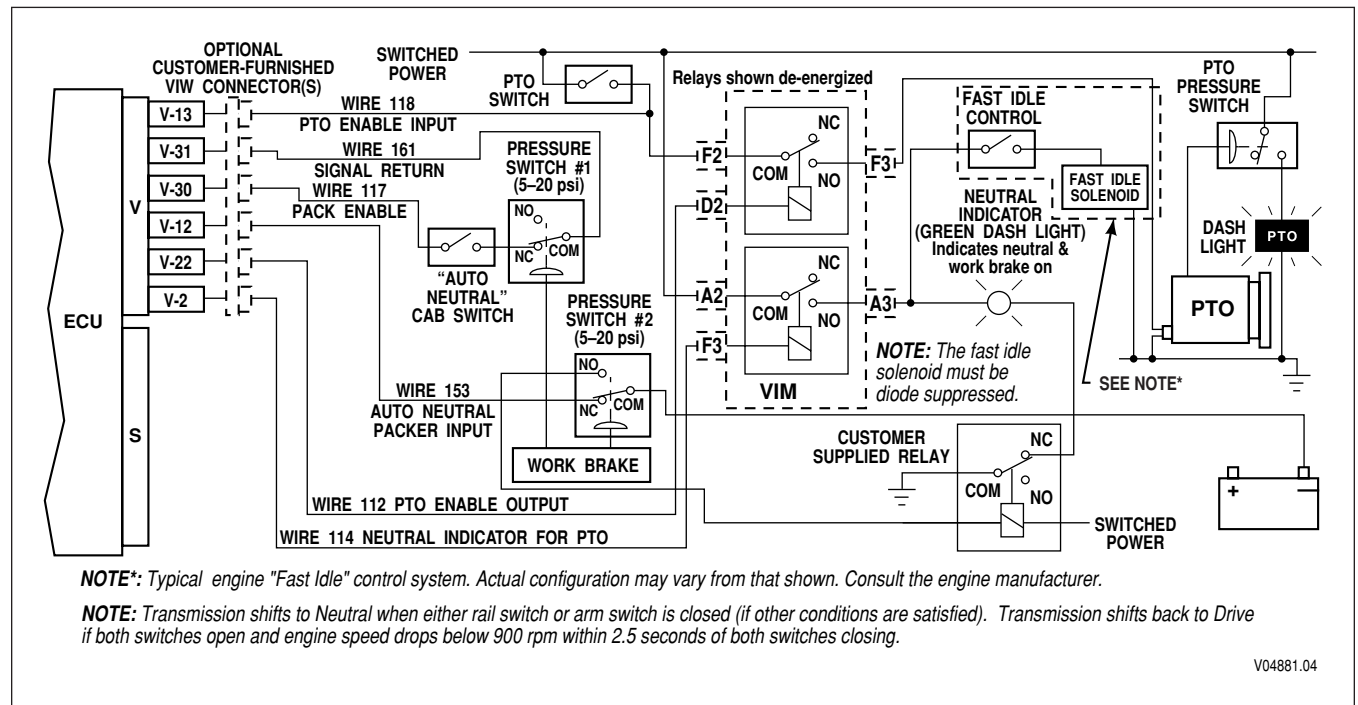 OPTIONAL
CUSTOMER-FURNISHED
VIW CONNECTOR(S)
SWITCHED
POWER
PTO
SWITCH
Relays shown de-energized
FAST IDLE
CONTROL
PTO
PRESSURE
SWITCH
V-13
WIRE 118
PTO ENABLE INPUT
V-31
WIRE 161
SIGNAL RETURN
V-30
WIRE 117
PACK ENABLE
V-12
V-22
V-2
V
S
ECU
PRESSURE
SWITCH #1
(5–20 psi)
NO
NC
COM
"AUTO
NEUTRAL"
CAB SWITCH
PRESSURE
SWITCH #2
(5–20 psi)
NO
NC
COM
WORK BRAKE
WIRE 153
AUTO NEUTRAL
PACKER INPUT
WIRE 112 PTO ENABLE OUTPUT
WIRE 114 NEUTRAL INDICATOR FOR PTO
F2
D2
A2
F3
NC
COM
NO
F3
NC
COM
NO
A3
VIM
FAST IDLE
SOLENOID
NEUTRAL
INDICATOR
(GREEN DASH LIGHT)
Indicates neutral &
work brake on
DASH
LIGHT
PTO
PTO
NOTE: The fast idle
solenoid must be
diode suppressed.
SEE NOTE*
CUSTOMER
SUPPLIED RELAY
NC
COM
NO
SWITCHED
POWER
+
–
NOTE*: Typical engine "Fast Idle" control system. Actual configuration may vary from that shown. Consult the engine manufacturer.
NOTE: Transmission shifts to Neutral when either rail switch or arm switch is closed (if other conditions are satisfied). Transmission shifts back to Drive
if both switches open and engine speed drops below 900 rpm within 2.5 seconds of both switches closing.
V04881.04